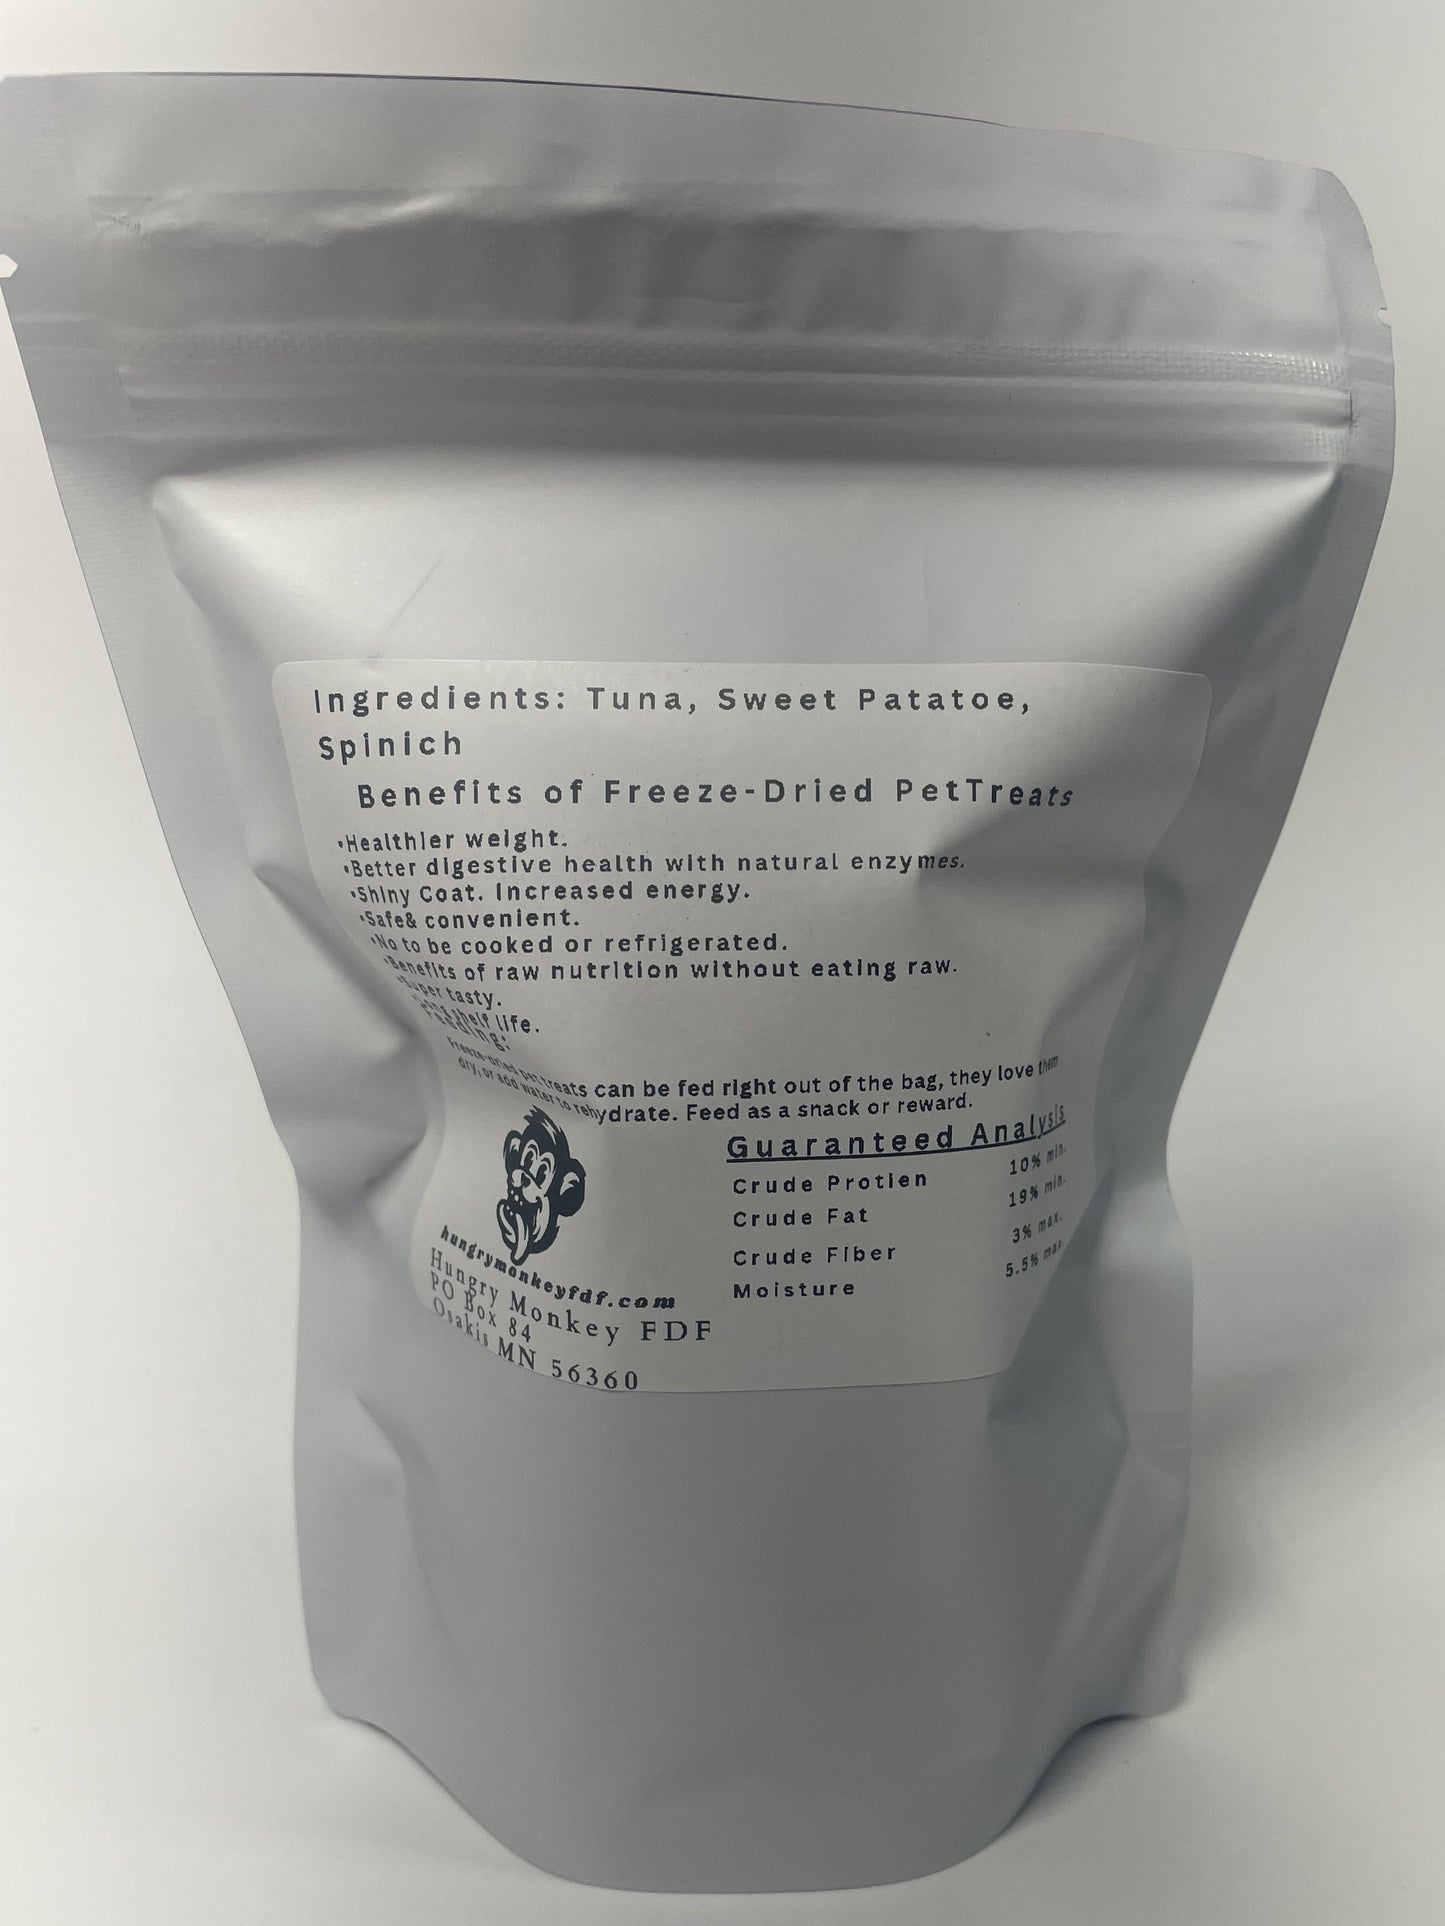 Ingredients: Tuna, Sweet Patatoe,
Spinich
Benefits of Freeze-Dried PetTreats
•Healthier weight.
•Better digestive health with natural enzymes.
•Shiny Coat. Increased energy.
•Safe& convenient.
•No to be cooked or refrigerated.
•Benefits of raw nutrition without eating raw.
•Super tasty.
•Long shelf life.
Feeding:
Freeze-dried pet treats can be fed right out of the bag, they love them
dry, or add water to rehydrate. Feed as a snack or reward.
Guaranteed Analysis
Crude Protien 10% min.
Crude Fat 19% min.
Crude Fiber 3% max.
Moisture 5.5% max.
hungrymonkeyfdf.com
Hungry Monkey FDF
PO Box 84
Osakis MN 56360